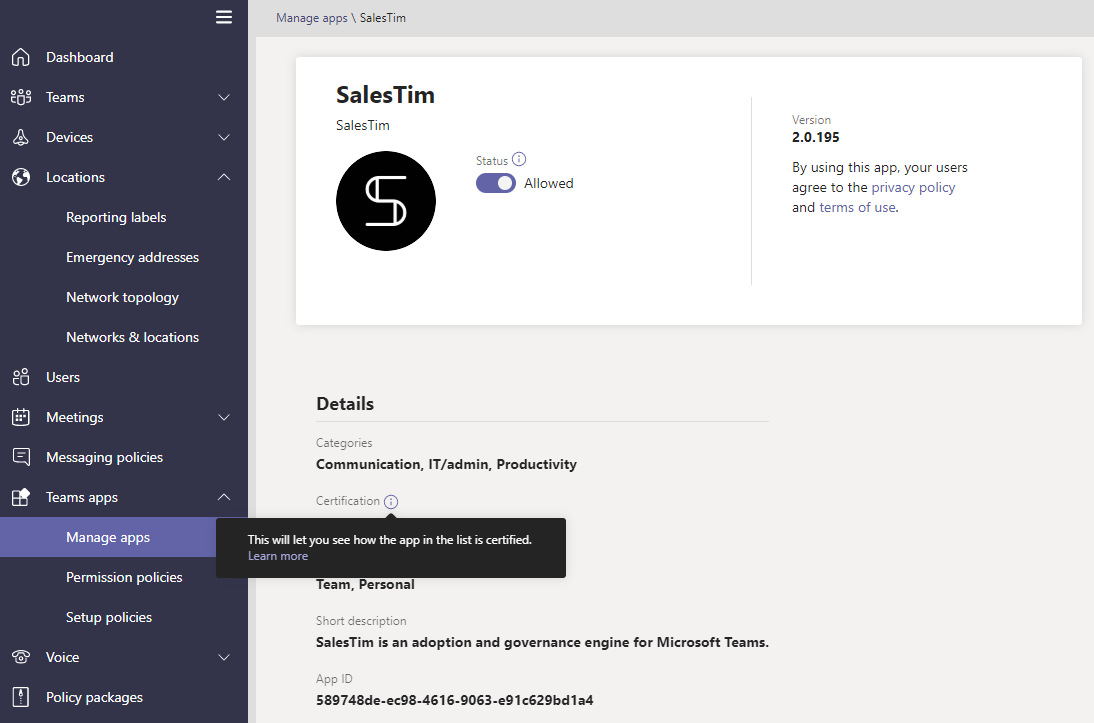 Manage apps \ SalesTim
Dashboard
Teams
Devices
Locations
Reporting labels
Emergency addresses
Network topology
Networks & locations
Users
Meetings
Messaging policies
Teams apps
Manage apps
Permission policies
Setup policies
Voice
Policy packages
SalesTim
SalesTim
Status
Allowed
Version
2.0.195
By using this app, your users
agree to the privacy policy
and terms of use.
Details
Categories
Communication, IT/admin, Productivity
Certification
This will let you see how the app in the list is certified.
Learn more
Team, Personal
Short description
SalesTim is an adoption and governance engine for Microsoft Teams.
App ID
589748de-ec98-4616-9063-e91c629bd1a4